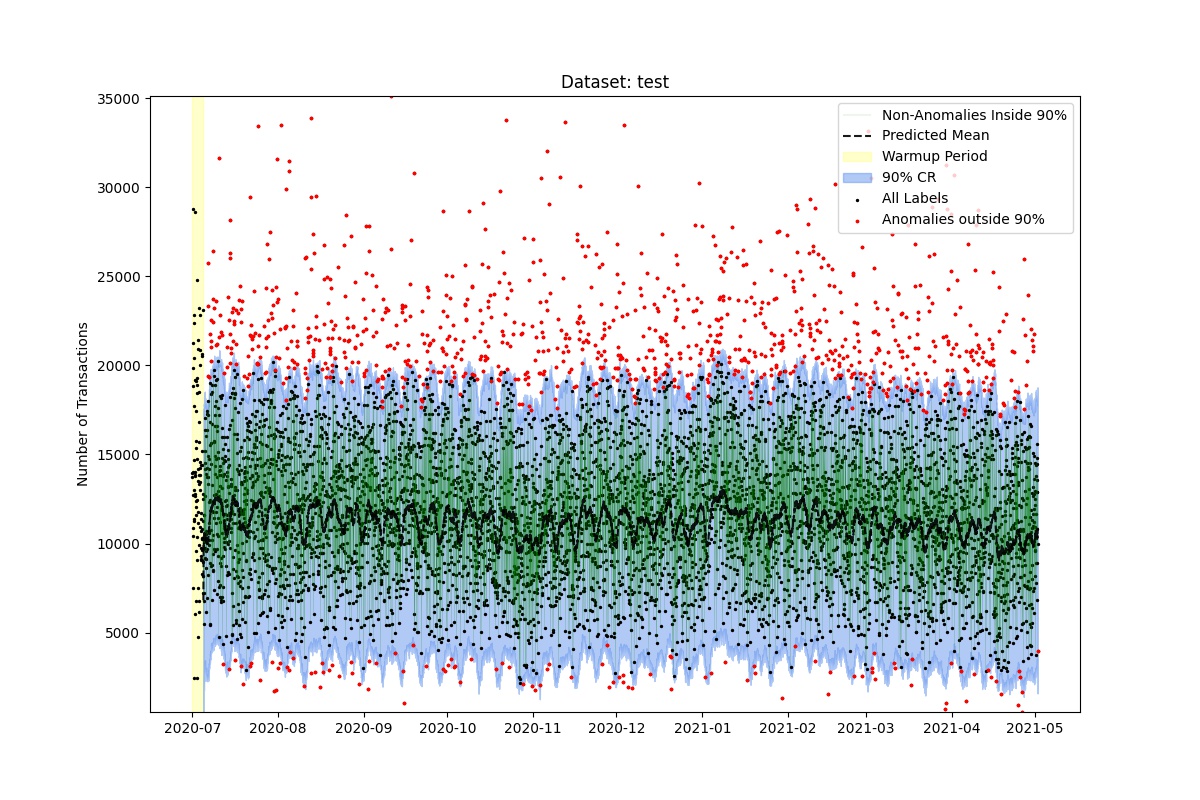 Dataset: test
35000
30000
25000
20000
15000
10000
5000
Number of Transactions
Non-Anomalies Inside 90%
Predicted Mean
Warmup Period
90% CR
All Labels
Anomalies outside 90%
2020-07 2020-08 2020-09 2020-10 2020-11 2020-12 2021-01 2021-02 2021-03 2021-04 2021-05